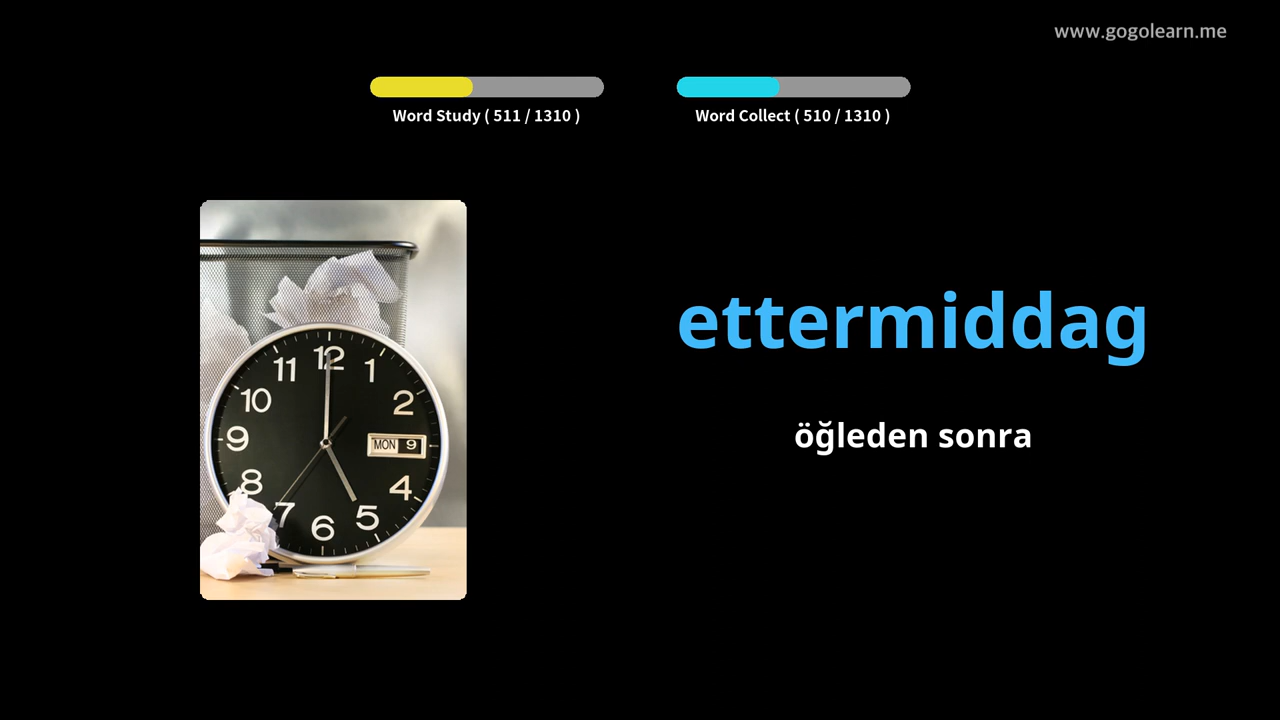 www.gogolearn.me
Word Study ( 511 / 1310 )
Word Collect ( 510 / 1310 )
ettermiddag
öğleden sonra
12
11
1
10
2
9
MON 9
8
4
7
5
6